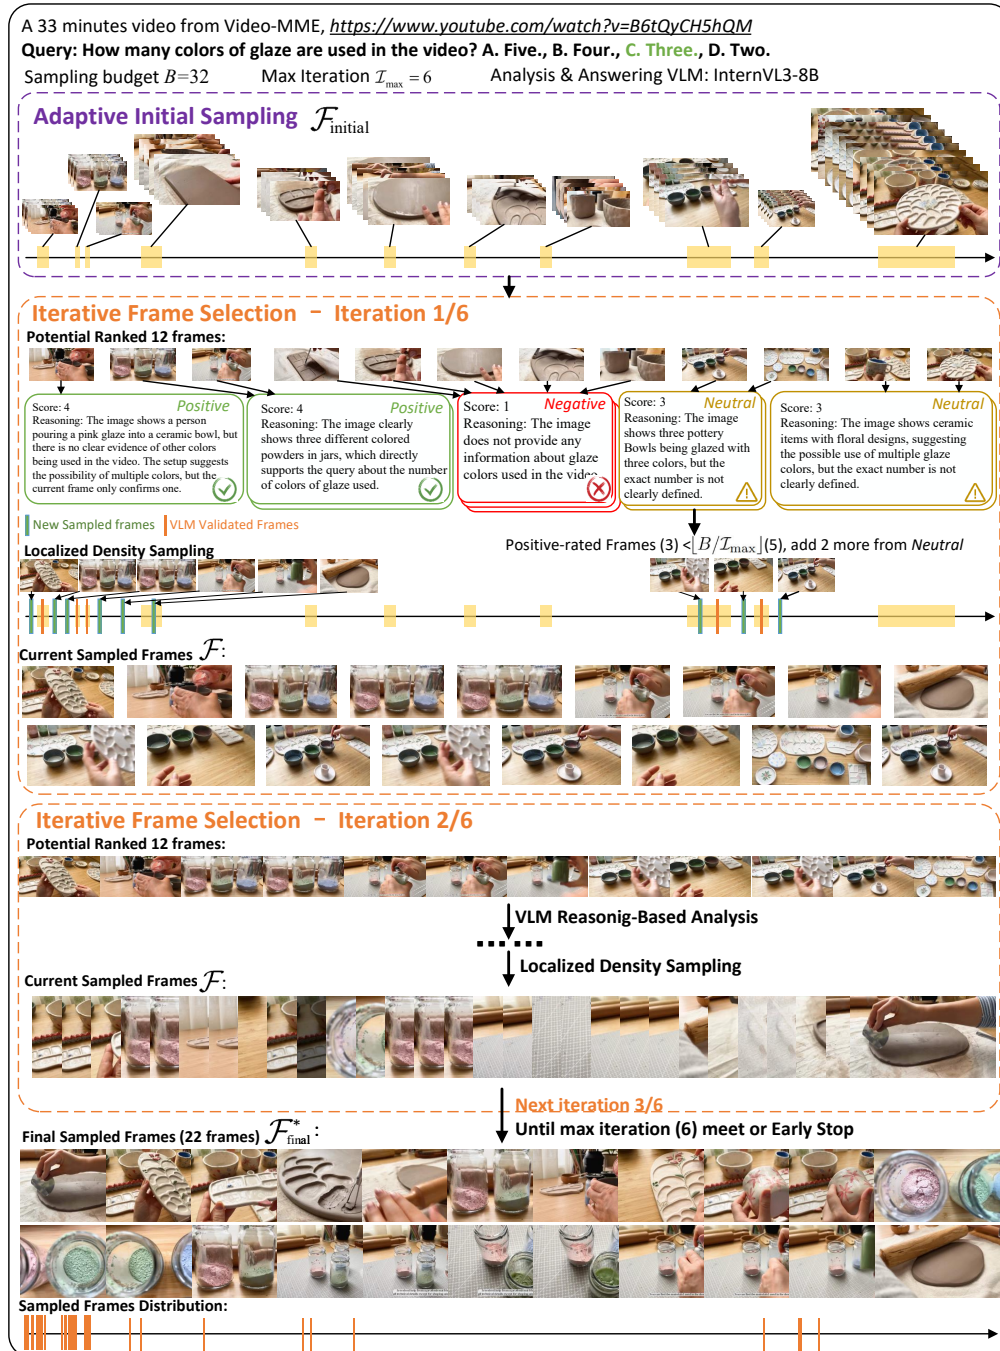 A 33 minutes video from Video-MME, https://www.youtube.com/watch?v=B6tQyCH5hQM
Query: How many colors of glaze are used in the video? A. Five., B. Four., C. Three., D. Two.
Sampling budget B=32 Max Iteration I_max = 6 Analysis & Answering VLM: InternVL3-8B
Adaptive Initial Sampling F_initial
Iterative Frame Selection – Iteration 1/6
Potential Ranked 12 frames:
Score: 4 Positive
Reasoning: The image shows a person
pouring a pink glaze into a ceramic bowl, but
there is no clear evidence of other colors
being used in the video. The setup suggests
the possibility of multiple colors, but the
current frame only confirms one.
Score: 4 Positive
Reasoning: The image clearly
shows three different colored
powders in jars, which directly
supports the query about the number
of colors of glaze used.
Score: 1 Negative
Reasoning: The image
does not provide any
information about glaze
colors used in the video.
Score: 3 Neutral
Reasoning: The image
shows three pottery
Bowls being glazed with
three colors, but the
exact number is not
clearly defined.
Score: 3 Neutral
Reasoning: The image shows ceramic
items with floral designs, suggesting
the possible use of multiple glaze
colors, but the exact number is not
clearly defined.
New Sampled frames VLM Validated Frames
Localized Density Sampling
Positive-rated Frames (3) <⌊B/I_max⌋(5), add 2 more from Neutral
Current Sampled Frames F:
Iterative Frame Selection – Iteration 2/6
Potential Ranked 12 frames:
VLM Reasonig-Based Analysis
Localized Density Sampling
Current Sampled Frames F:
Next iteration 3/6
Until max iteration (6) meet or Early Stop
Final Sampled Frames (22 frames) F*_final:
Sampled Frames Distribution: